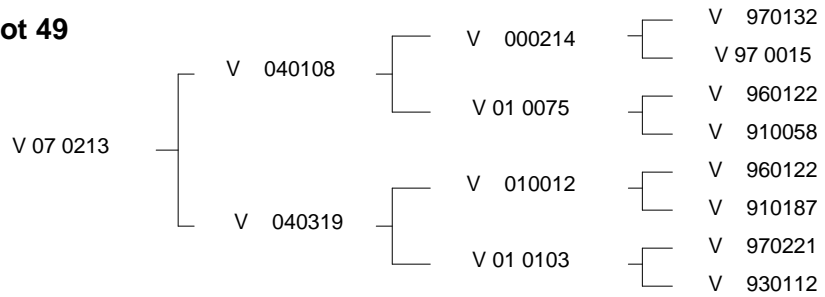 ot 49
V 970132
V 000214
V 97 0015
V 040108
V 960122
V 01 0075
V 910058
V 07 0213
V 960122
V 010012
V 910187
V 040319
V 970221
V 01 0103
V 930112